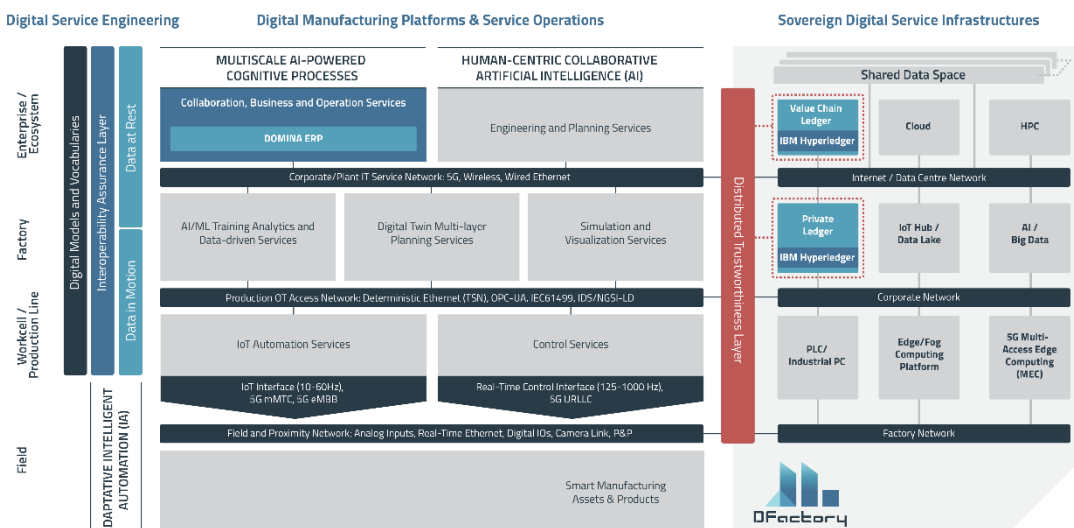 Digital Service Engineering
Digital Manufacturing Platforms & Service Operations
Sovereign Digital Service Infrastructures
Enterprise /
Ecosystem
Factory
Workcell /
Production Line
Field
Digital Models and Vocabularies
Interoperability Assurance Layer
Data at Rest
Data in Motion
DAPTATIVE INTELLIGENT
AUTOMATION (IA)
MULTISCALE AI-POWERED
COGNITIVE PROCESSES
HUMAN-CENTRIC COLLABORATIVE
ARTIFICIAL INTELLIGENCE (AI)
Collaboration, Business and Operation Services
DOMINA ERP
Engineering and Planning Services
Corporate/Plant IT Service Network: 5G, Wireless, Wired Ethernet
AI/ML Training Analytics and
Data-driven Services
Digital Twin Multi-layer
Planning Services
Simulation and
Visualization Services
Production OT Access Network: Deterministic Ethernet (TSN), OPC-UA, IEC61499, IDS/NGSI-LD
IoT Automation Services
Control Services
IoT Interface (10-60Hz),
5G mMTC, 5G eMBB
Real-Time Control Interface (125-1000 Hz),
5G URLLC
Field and Proximity Network: Analog Inputs, Real-Time Ethernet, Digital IOs, Camera Link, P&P
Smart Manufacturing
Assets & Products
Distributed Trustworthiness Layer
Shared Data Space
Value Chain
Ledger
IBM Hyperledger
Cloud
HPC
Internet / Data Centre Network
Private
Ledger
IBM Hyperledger
IoT Hub /
Data Lake
AI /
Big Data
Corporate Network
PLC/
Industrial PC
Edge/Fog
Computing
Platform
5G Multi-
Access Edge
Computing
(MEC)
Factory Network
DFactory